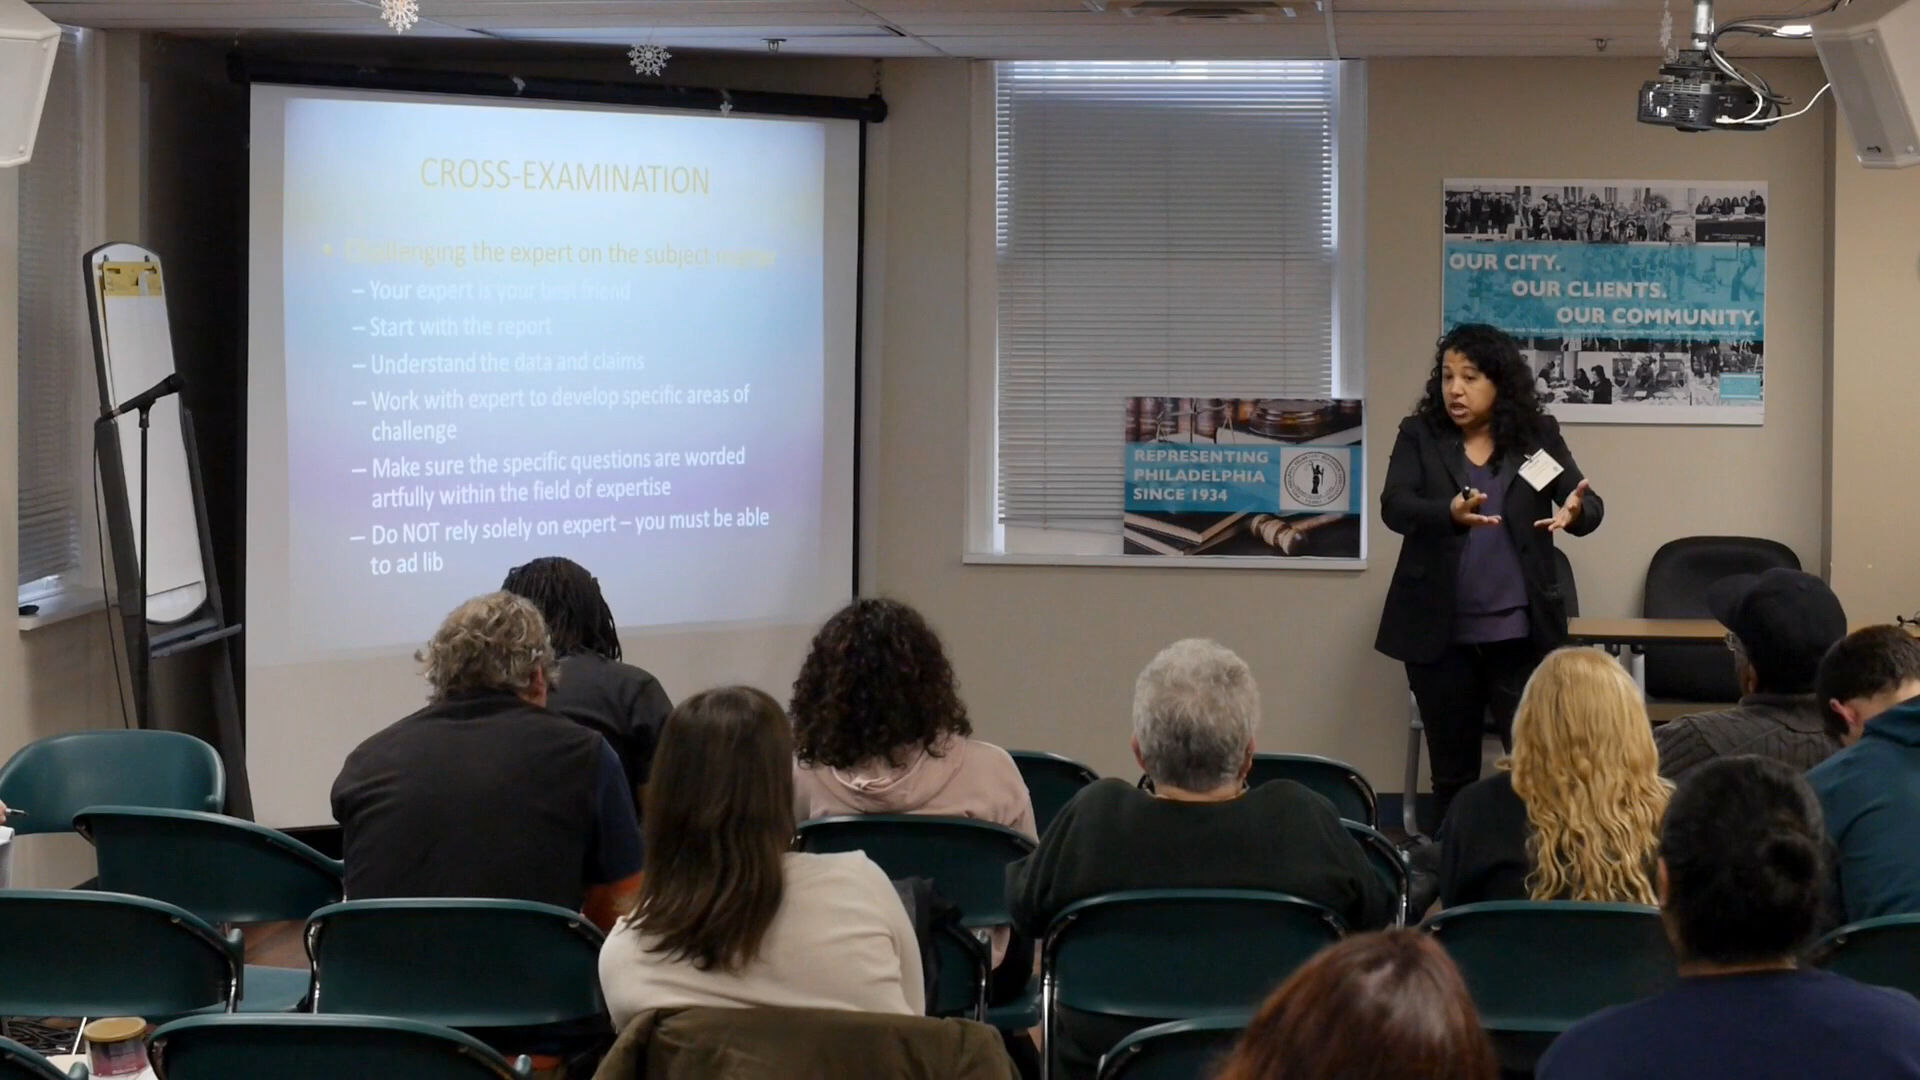 CROSS-EXAMINATION
• Challenging the expert on the subject matter
– Your expert is your best friend
– Start with the report
– Understand the data and claims
– Work with expert to develop specific areas of
challenge
– Make sure the specific questions are worded
artfully within the field of expertise
– Do NOT rely solely on expert – you must be able
to ad lib
REPRESENTING
PHILADELPHIA
SINCE 1934
OUR CITY.
OUR CLIENTS.
OUR COMMUNITY.